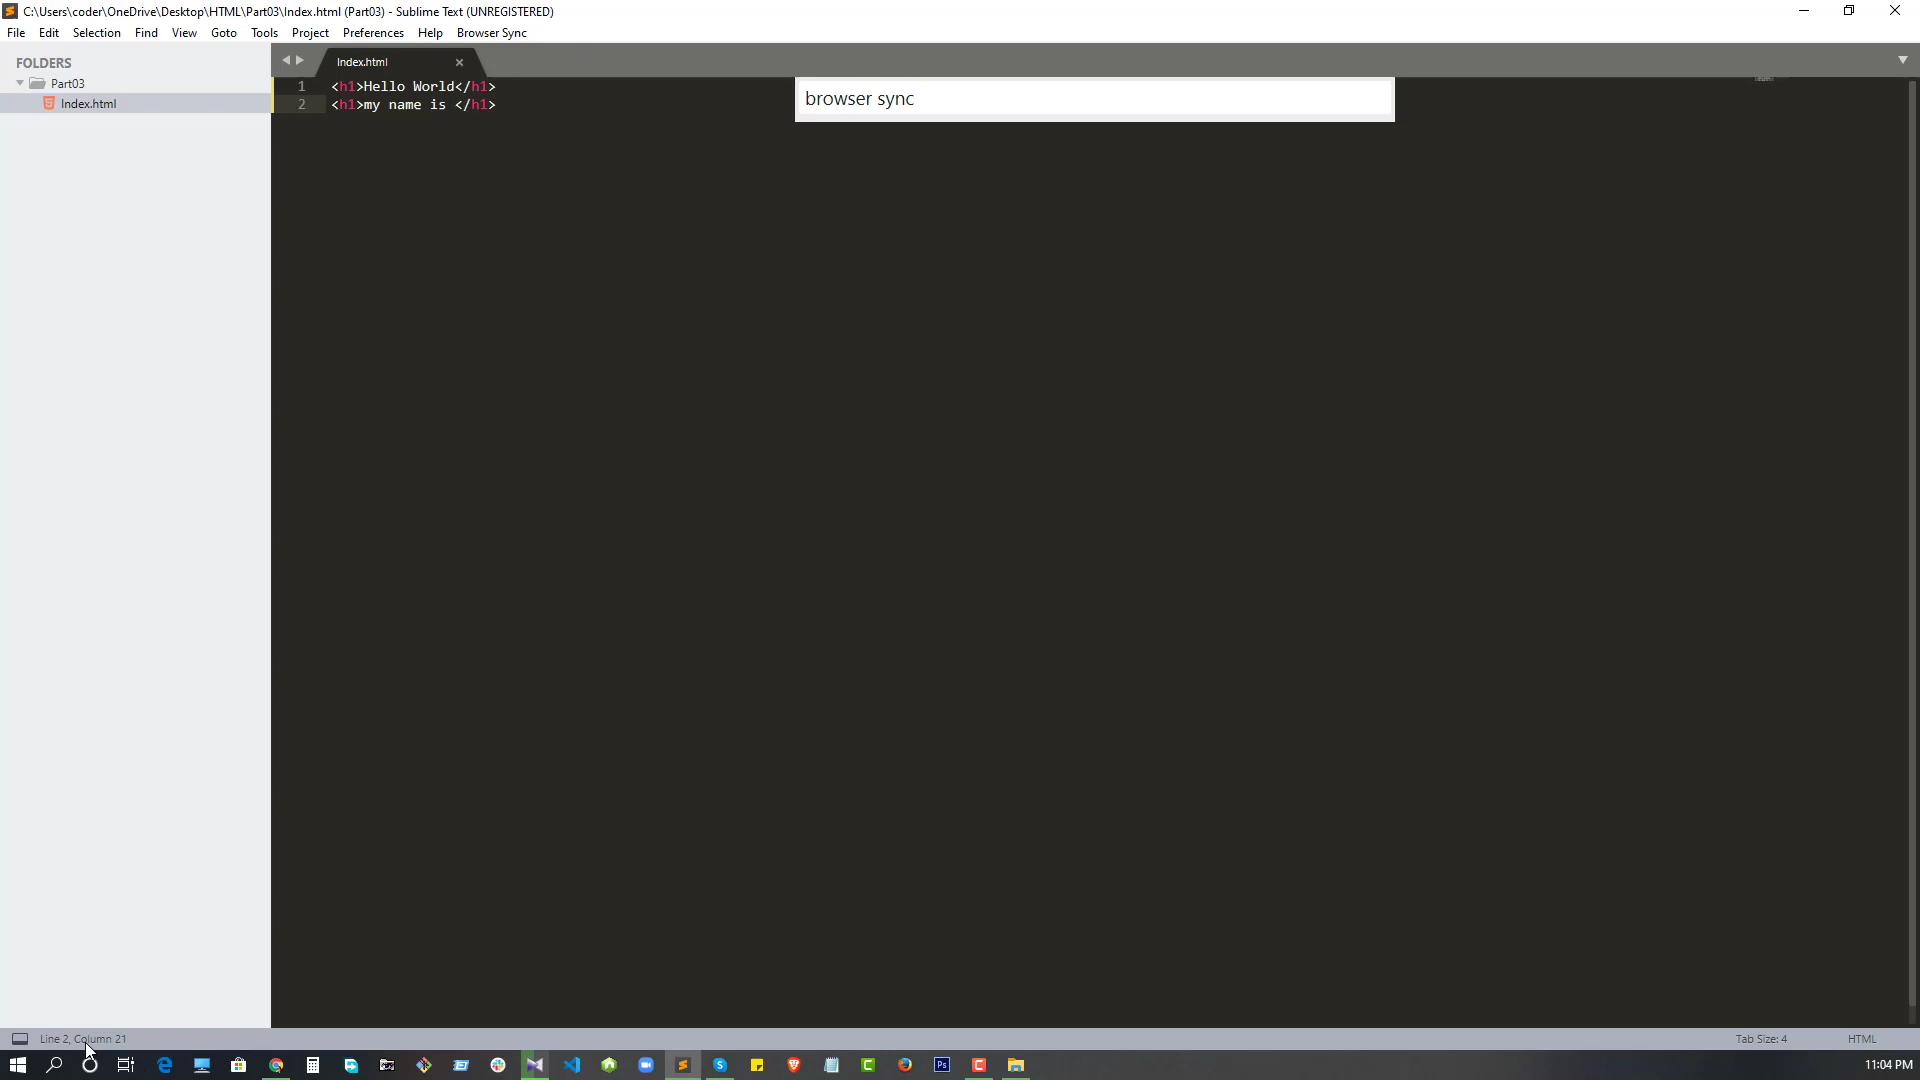 C:\Users\coder\OneDrive\Desktop\HTML\Part03\Index.html (Part03) - Sublime Text (UNREGISTERED)
File Edit Selection Find View Goto Tools Project Preferences Help Browser Sync
FOLDERS
Part03
Index.html
Index.html
1 <h1>Hello World</h1>
2 <h1>my name is </h1>
browser sync
Line 2, Column 21
Tab Size: 4
HTML
11:04 PM